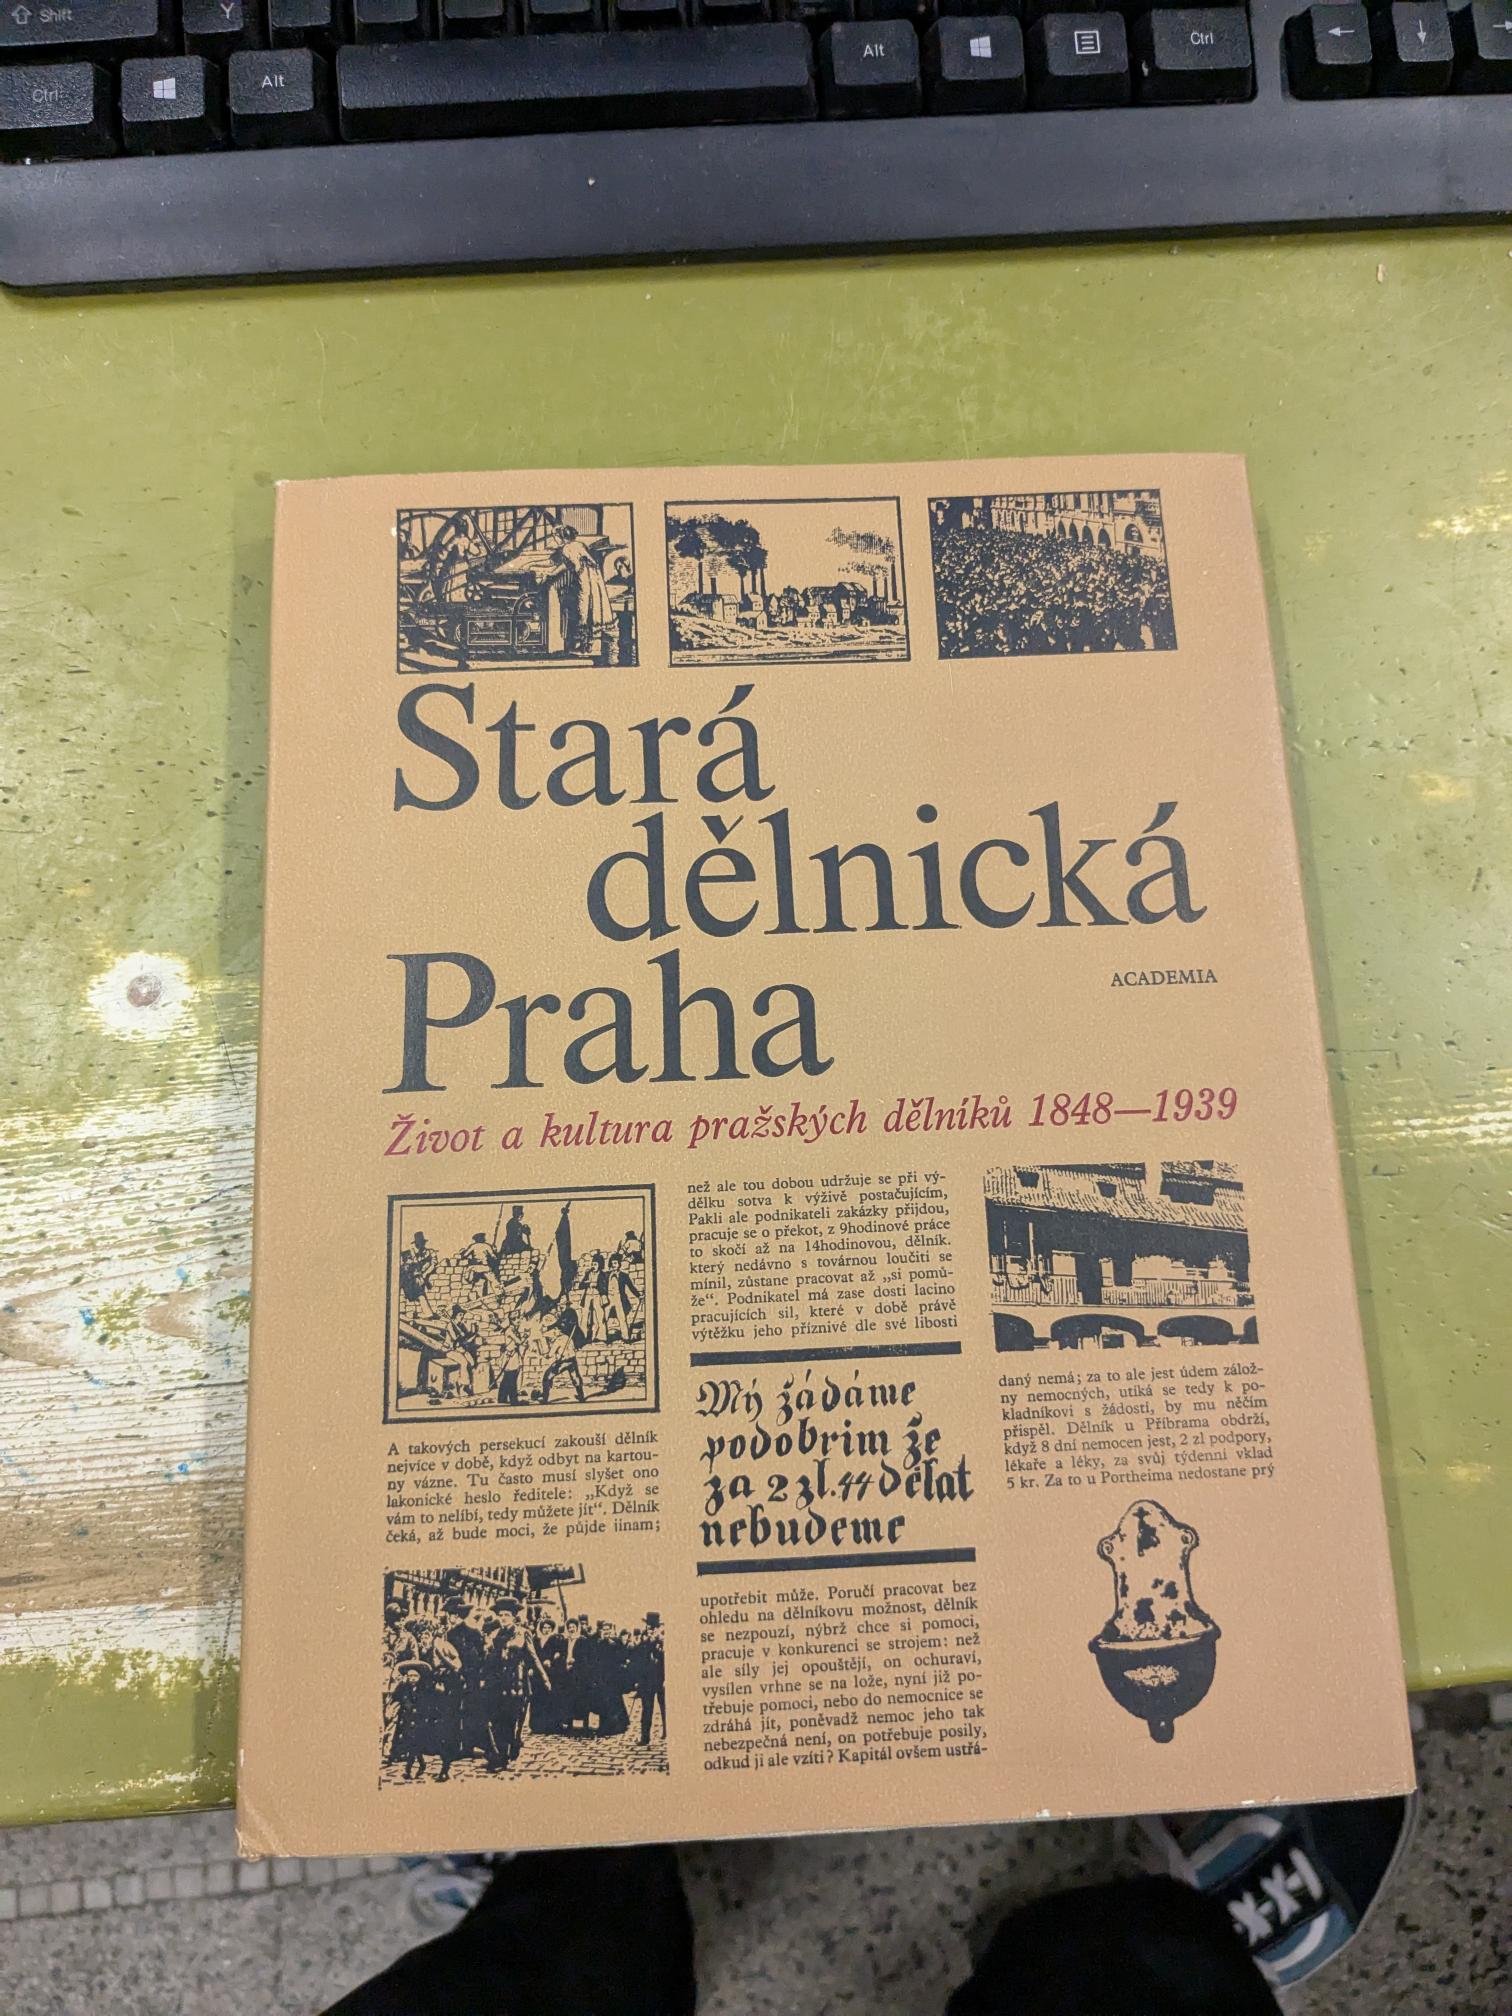 Shift
Y
Ctrl
Alt
Alt
Ctrl
Stará
dělnická
Praha
ACADEMIA
Život a kultura pražských dělníků 1848—1939
A takových persekucí zakouší dělník
nejvíce v době, když odbyt na kartou-
ny vázne. Tu často musí slyšet ono
lakonické heslo ředitele: „Když se
vám to nelíbí, tedy můžete jít“. Dělník
čeká, až bude moci, že půjde jinam;
než ale tou dobou udržuje se při vý-
dělku sotva k výživě postačujícím,
Pakli ale podnikateli zakázky přijdou,
pracuje se o překot, z 9hodinové práce
to skočí až na 14hodinovou, dělník.
který nedávno s továrnou loučiti se
mínil, zůstane pracovat až „si pomů-
že“. Podnikatel má zase dosti lacino
pracujících sil, které v době právě
výtěžku jeho příznivé dle své libosti
Mý žádáme
podobrim že
za 2 zl. 44 dělat
nebudeme
upotřebit může. Poručí pracovat bez
ohledu na dělníkovu možnost, dělník
se nezpouzí, nýbrž chce si pomoci,
pracuje v konkurenci se strojem: než
ale síly jej opouštějí, on ochuraví,
vysílen vrhne se na lože, nyní již po-
třebuje pomoci, nebo do nemocnice se
zdráhá jít, poněvadž nemoc jeho tak
nebezpečná není, on potřebuje posily,
odkud ji ale vzíti? Kapitál ovšem ustřá-
daný nemá; za to ale jest údem zálož-
ny nemocných, utíká se tedy k po-
kladníkovi s žádostí, by mu něčím
přispěl. Dělník u Příbrama obdrží,
když 8 dní nemocen jest, 2 zl podpory,
lékaře a léky, za svůj týdenní vklad
5 kr. Za to u Portheima nedostane prý